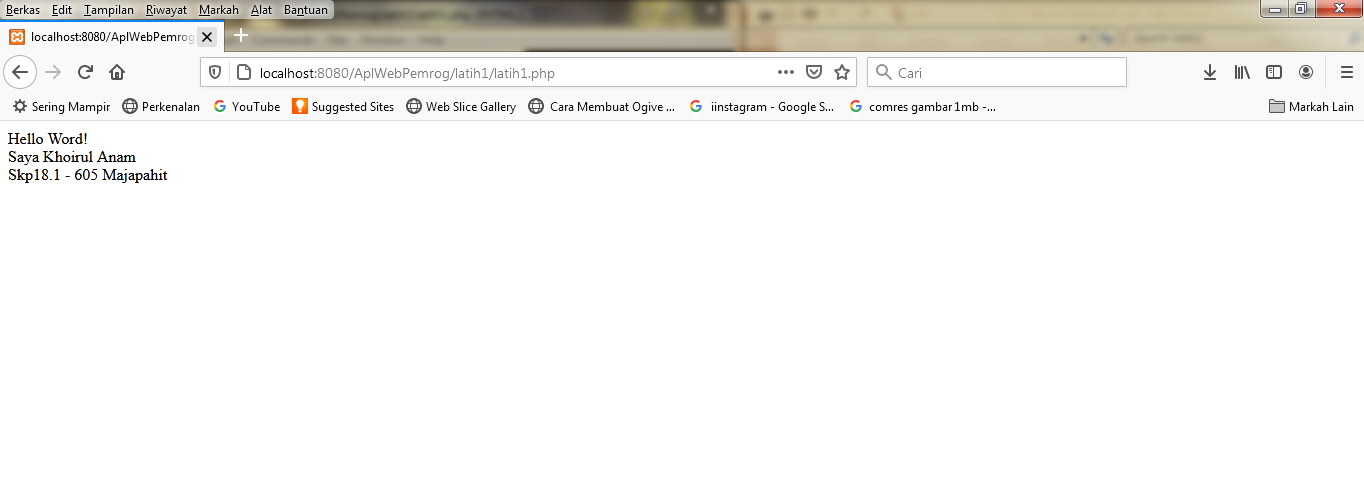 Berkas Edit Tampilan Riwayat Markah Alat Bantuan
localhost:8080/AplWebPemrog
localhost:8080/AplWebPemrog/latih1/latih1.php
Cari
Sering Mampir Perkenalan YouTube Suggested Sites Web Slice Gallery Cara Membuat Ogive ... iinstagram - Google S... comres gambar 1mb -... Markah Lain
Hello Word!
Saya Khoirul Anam
Skp18.1 - 605 Majapahit